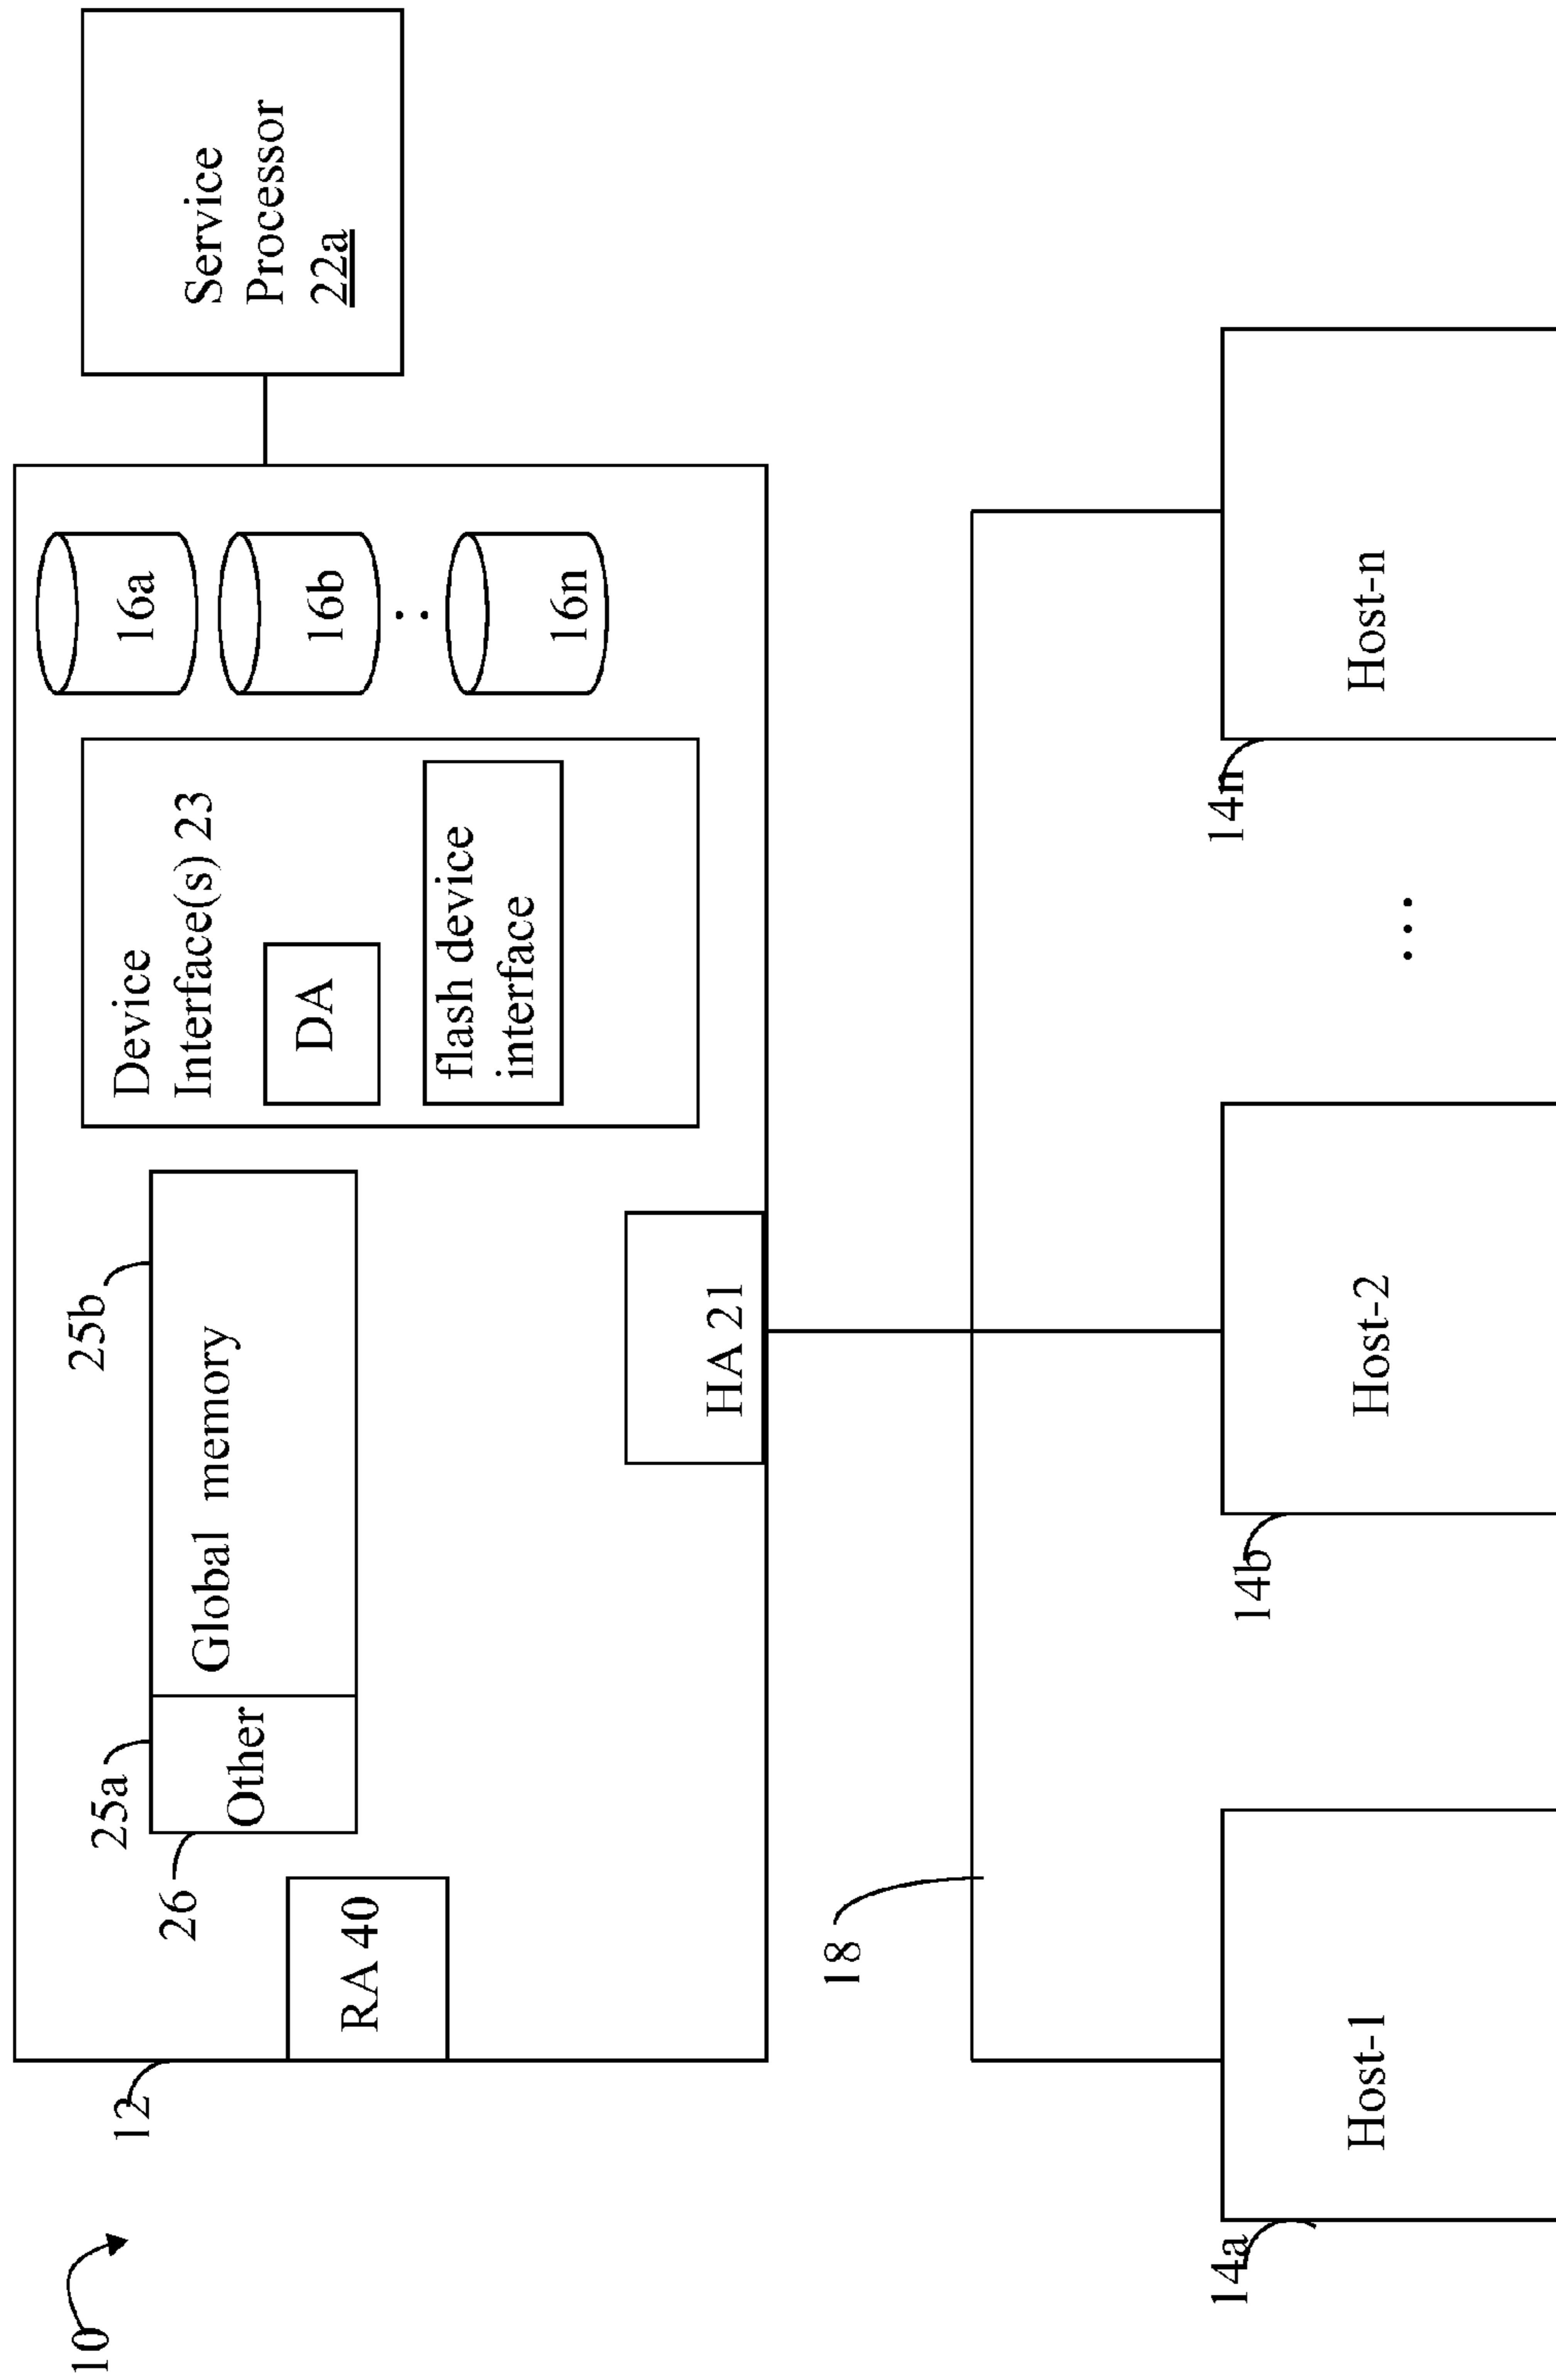 10
12
RA 40
26
25a
Other
25b
Global memory
Device
Interface(s) 23
DA
flash device
interface
16a
16b
16n
Service
Processor
22a
HA 21
18
14a
Host-1
14b
Host-2
...
14n
Host-n